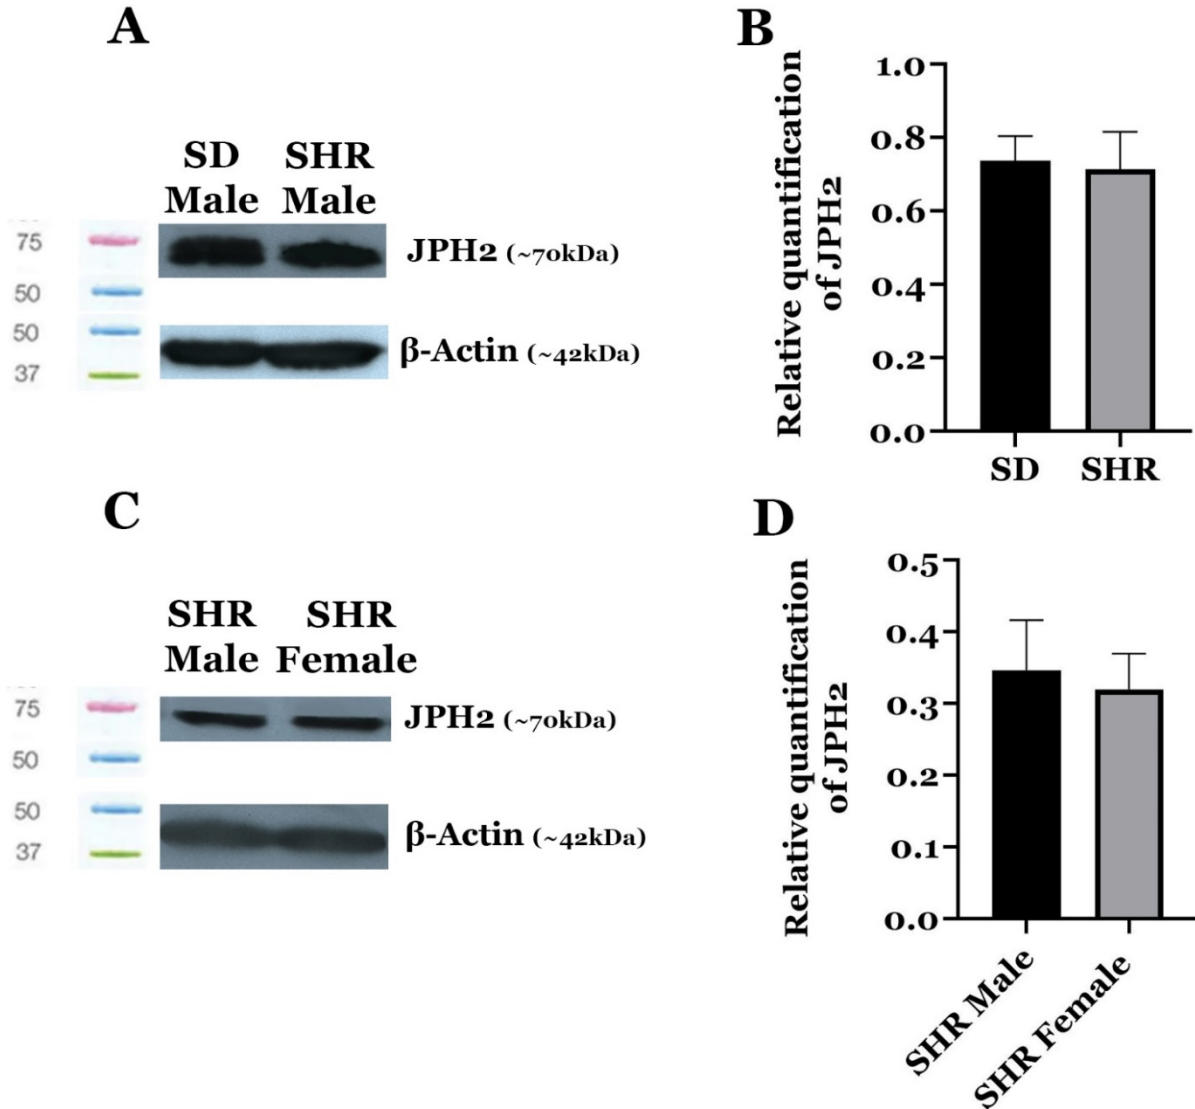 A
SD
Male
SHR
Male
75
50
50
37
JPH2 (~70kDa)
β-Actin (~42kDa)
B
Relative quantification
of JPH2
1.0
0.8
0.6
0.4
0.2
0.0
SD
SHR
C
SHR
Male
SHR
Female
75
50
50
37
JPH2 (~70kDa)
β-Actin (~42kDa)
D
Relative quantification
of JPH2
0.5
0.4
0.3
0.2
0.1
0.0
SHR Male
SHR Female